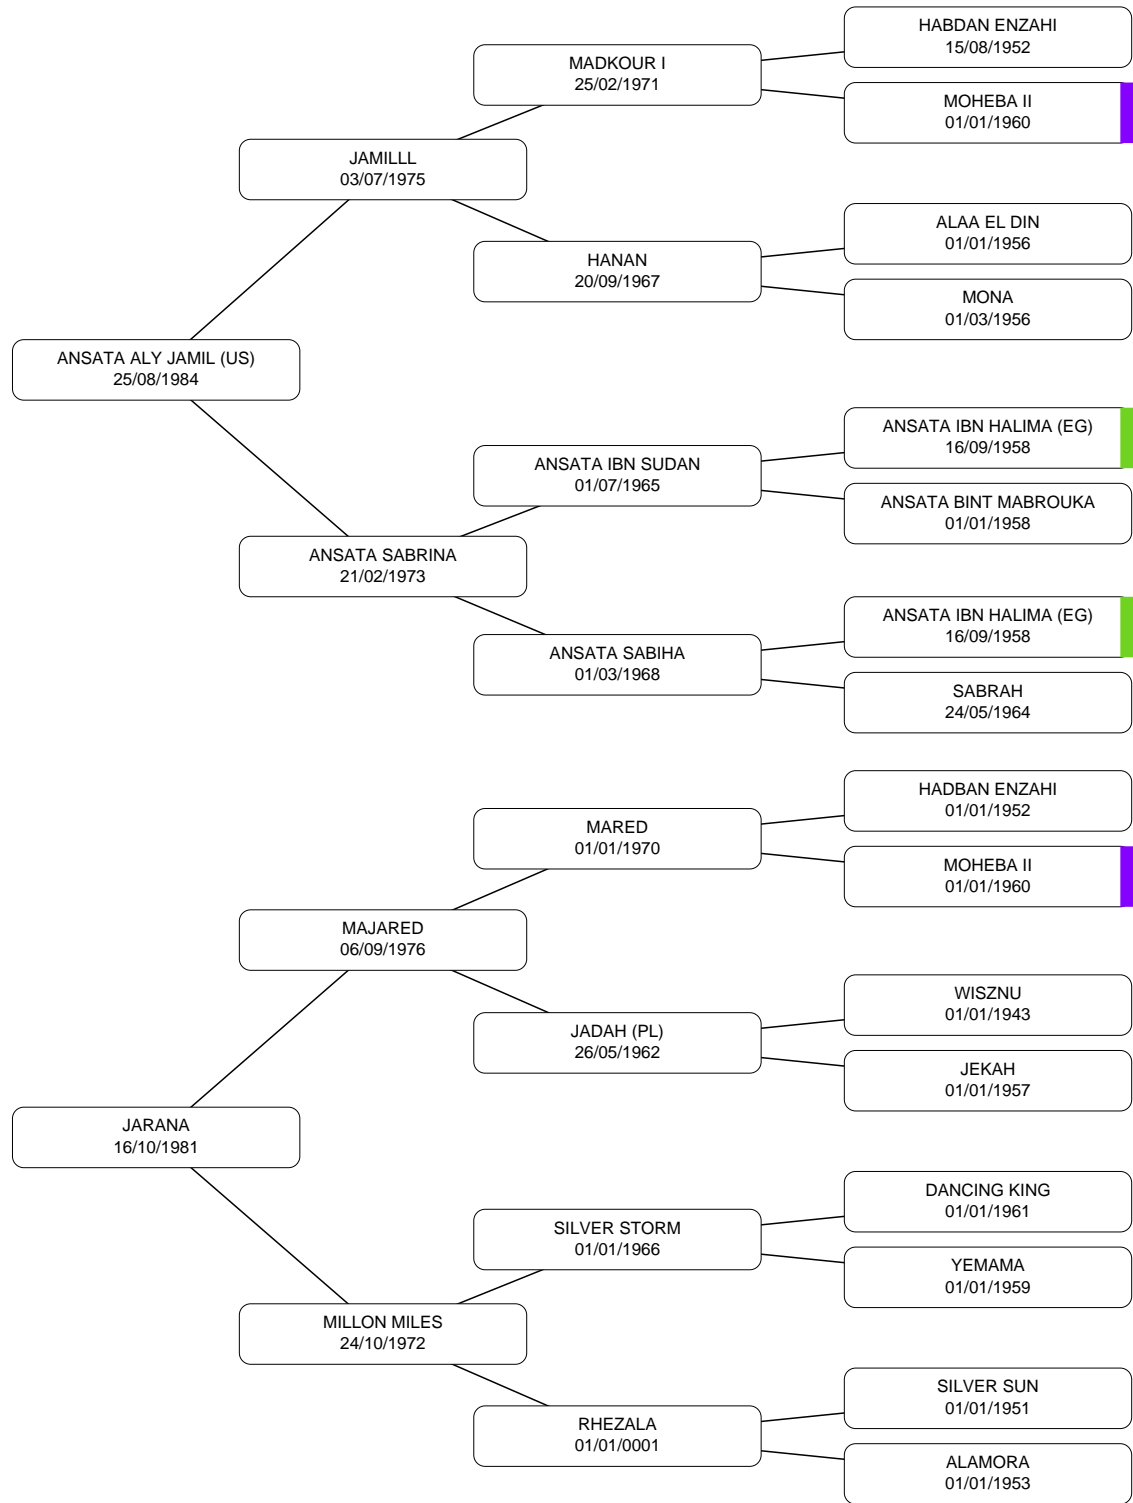 HABDAN ENZAHI
15/08/1952
MADKOUR I
25/02/1971
MOHEBA II
01/01/1960
JAMILLL
03/07/1975
ALAA EL DIN
01/01/1956
HANAN
20/09/1967
MONA
01/03/1956
ANSATA ALY JAMIL (US)
25/08/1984
ANSATA IBN HALIMA (EG)
16/09/1958
ANSATA IBN SUDAN
01/07/1965
ANSATA BINT MABROUKA
01/01/1958
ANSATA SABRINA
21/02/1973
ANSATA IBN HALIMA (EG)
16/09/1958
ANSATA SABIHA
01/03/1968
SABRAH
24/05/1964
HADBAN ENZAHI
01/01/1952
MARED
01/01/1970
MOHEBA II
01/01/1960
MAJARED
06/09/1976
WISZNU
01/01/1943
JADAH (PL)
26/05/1962
JEKAH
01/01/1957
JARANA
16/10/1981
DANCING KING
01/01/1961
SILVER STORM
01/01/1966
YEMAMA
01/01/1959
MILLON MILES
24/10/1972
SILVER SUN
01/01/1951
RHEZALA
01/01/0001
ALAMORA
01/01/1953